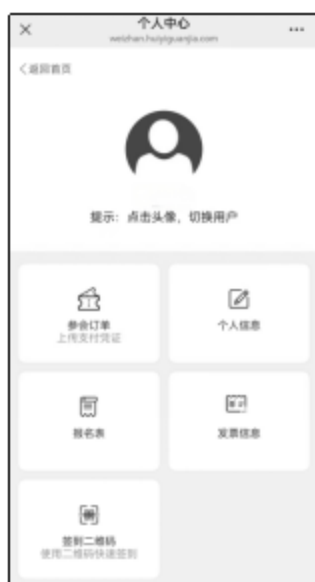 个人中心
weizhan.huiyiguanjia.com
<返回首页
提示：点击头像，切换用户
参会订单
上传支付凭证
个人信息
报名表
发票信息
签到二维码
使用二维码快速签到